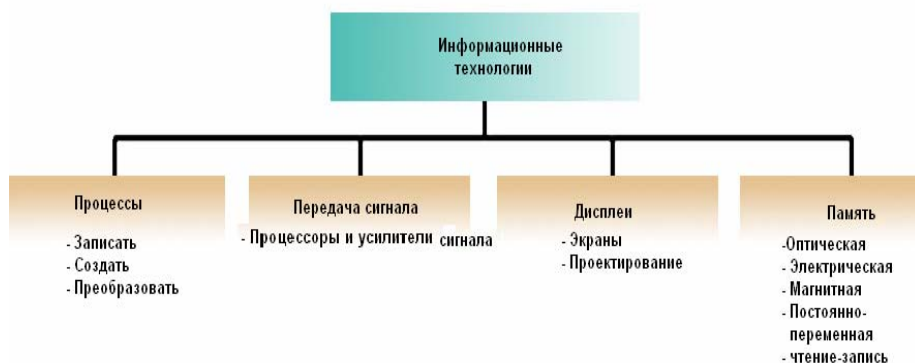 Информационные
технологии
Процессы
- Записать
- Создать
- Преобразовать
Передача сигнала
- Процессоры и усилители сигнала
Дисплеи
- Экраны
- Проектирование
Память
-Оптическая
- Электрическая
- Магнитная
- Постоянно-
переменная
- чтение-запись